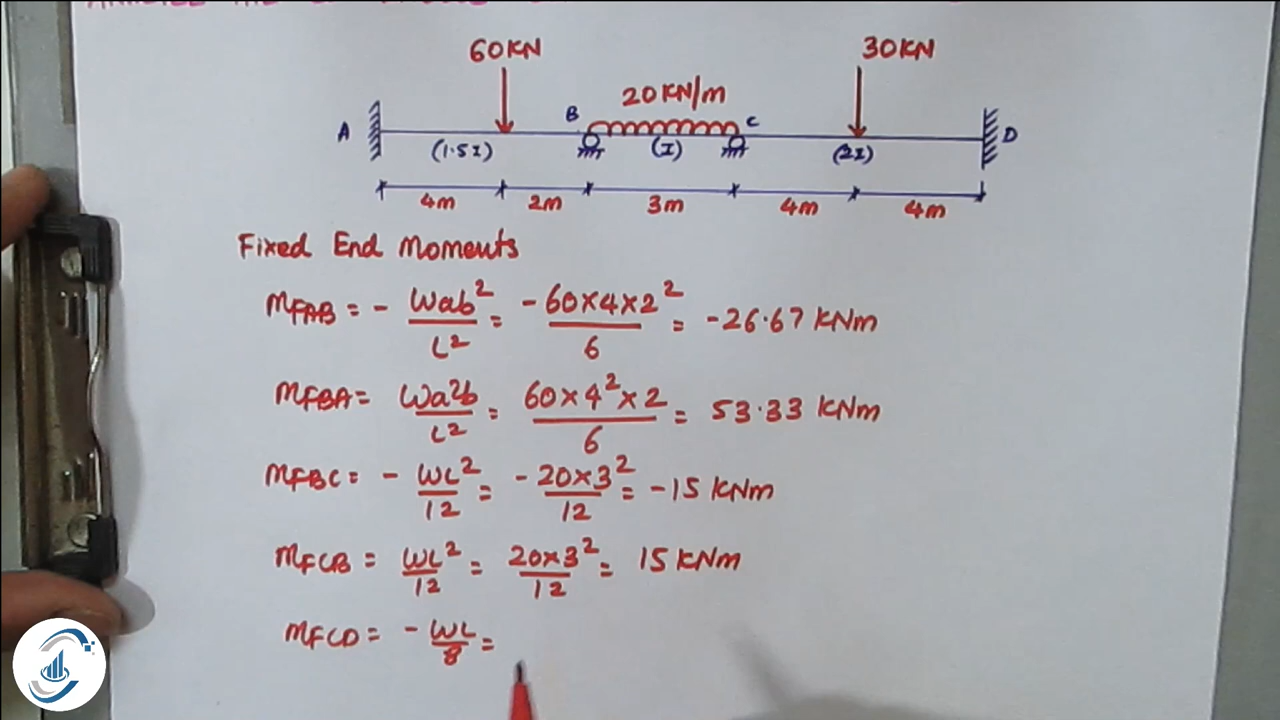 60KN 30KN
20KN/m
A B C D
(1.5I) (I) (2I)
4m 2m 3m 4m 4m
Fixed End Moments
MFAB = - Wab² / L² = -60×4×2² / 6 = -26.67 KNm
MFBA = Wa²b / L² = 60×4²×2 / 6 = 53.33 KNm
MFBC = - WL² / 12 = -20×3² / 12 = -15 KNm
MFCB = WL² / 12 = 20×3² / 12 = 15 KNm
MFCD = - WL / 8 =